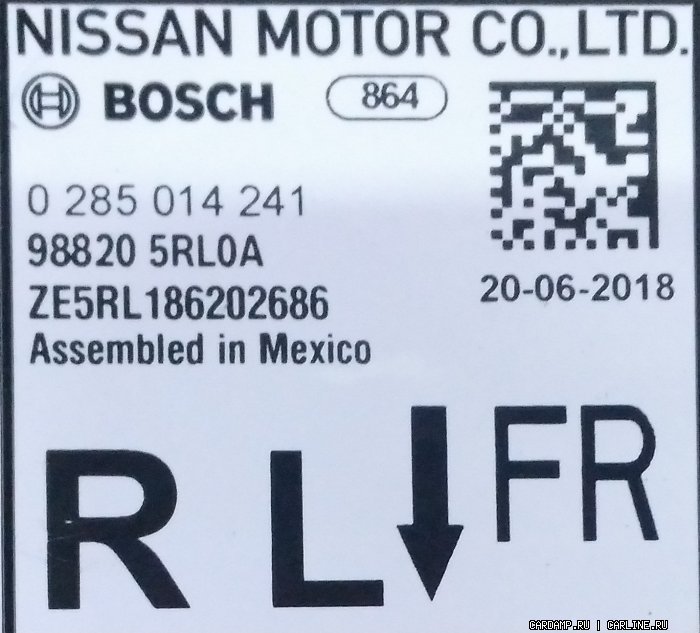 NISSAN MOTOR CO.,LTD.
BOSCH 864
0 285 014 241
98820 5RL0A
ZE5RL186202686
20-06-2018
Assembled in Mexico
R L FR
CARDAMP.RU | CARLINE.RU